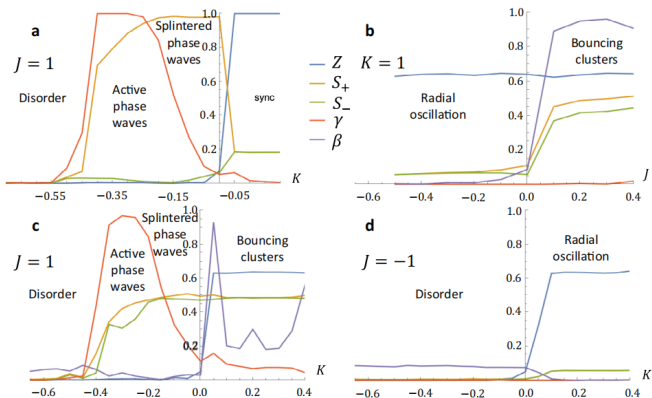 a
J = 1
Disorder
Active
phase
waves
Splintered
phase
waves
sync
1.0
0.8
0.6
0.4
0.2
−0.55
−0.35
−0.15
−0.05
K
Z
S+
S−
γ
β
b
K = 1
Radial
oscillation
Bouncing
clusters
1.0
0.8
0.6
0.4
0.2
−0.6
−0.4
−0.2
0.0
0.2
0.4
J
c
J = 1
Disorder
Active
phase
waves
Splintered
phase
waves
Bouncing
clusters
1.0
0.8
0.6
0.4
0.2
−0.6
−0.4
−0.2
0.0
0.2
0.4
K
d
J = −1
Disorder
Radial
oscillation
1.0
0.8
0.6
0.4
0.2
−0.6
−0.4
−0.2
0.0
0.2
0.4
K